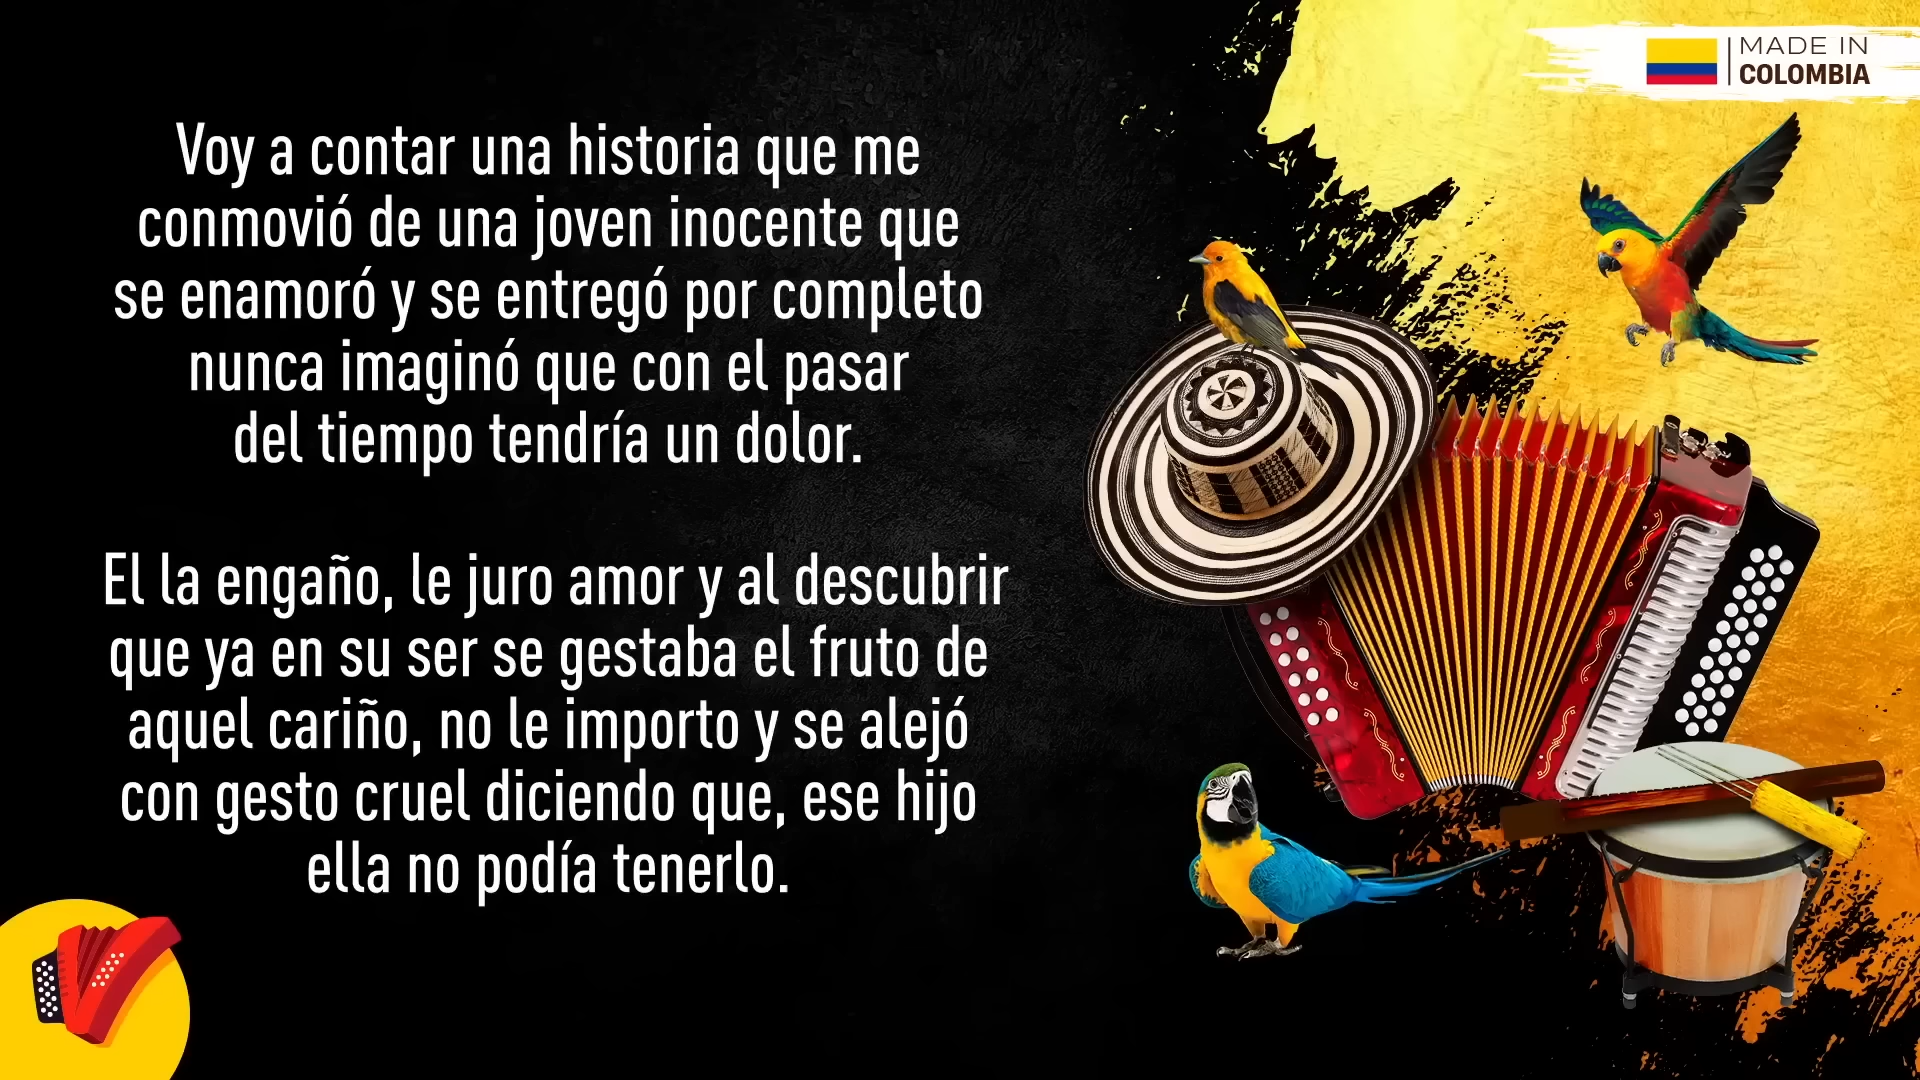 MADE IN
COLOMBIA
Voy a contar una historia que me
conmovió de una joven inocente que
se enamoró y se entregó por completo
nunca imaginó que con el pasar
del tiempo tendría un dolor.
El la engaño, le juro amor y al descubrir
que ya en su ser se gestaba el fruto de
aquel cariño, no le importo y se alejó
con gesto cruel diciendo que, ese hijo
ella no podía tenerlo.